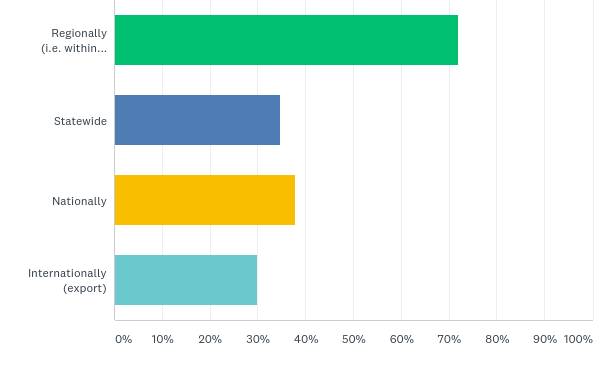 Regionally
(i.e. within...
Statewide
Nationally
Internationally
(export)
0% 10% 20% 30% 40% 50% 60% 70% 80% 90% 100%